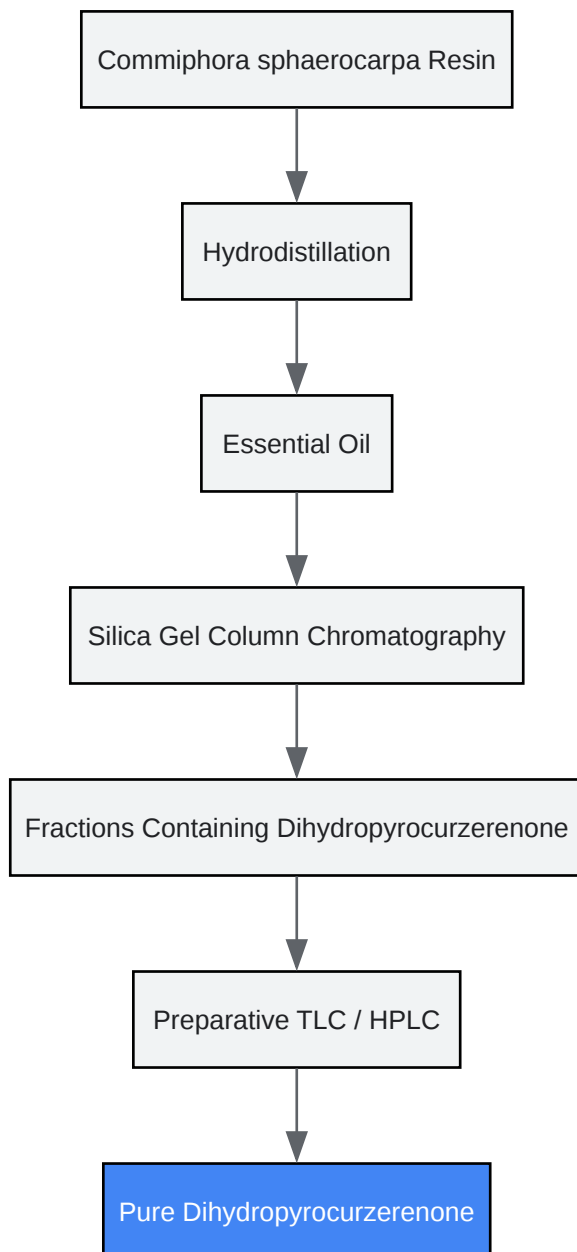 Commiphora sphaerocarpa Resin
Hydrodistillation
Essential Oil
Silica Gel Column Chromatography
Fractions Containing Dihydropyrocurzerenone
Preparative TLC / HPLC
Pure Dihydropyrocurzerenone